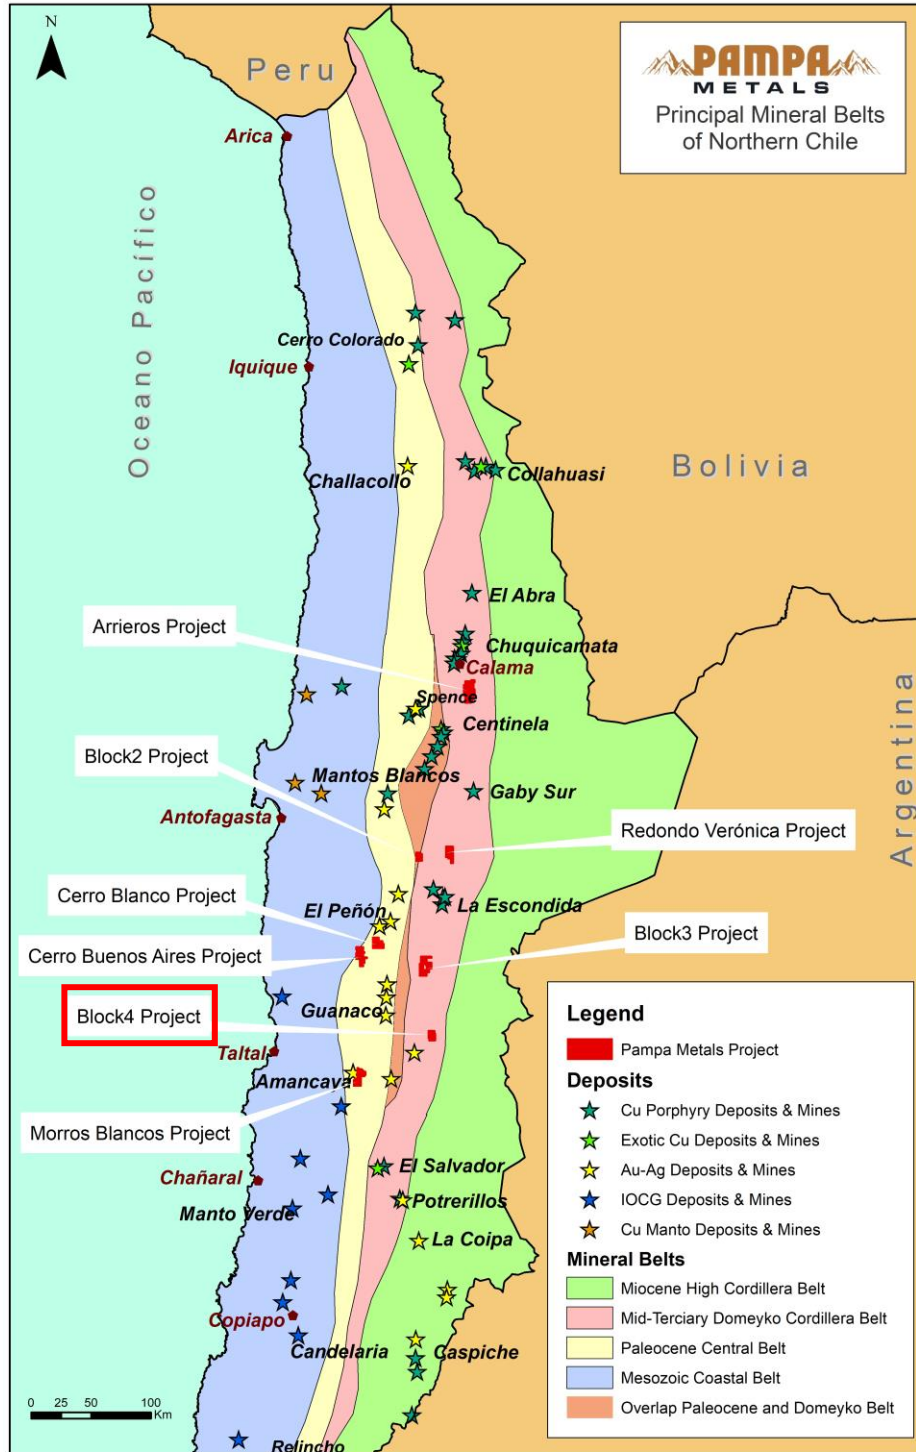 N
Peru
PAMPA
METALS
Principal Mineral Belts
of Northern Chile
Arica
Oceano Pacífico
Cerro Colorado
Iquique
Challacollo
Collahuasi
Bolivia
El Abra
Arrieros Project
Chuquicamata
Calama
Spence
Centinela
Block2 Project
Mantos Blancos
Gaby Sur
Argentina
Antofagasta
Redondo Verónica Project
Cerro Blanco Project
El Peñón
La Escondida
Block3 Project
Cerro Buenos Aires Project
Guanaco
Block4 Project
Taltal
Amancaya
Morros Blancos Project
El Salvador
Chañaral
Potrerillos
Manto Verde
La Coipa
Copiapo
Candelaria
Caspiche
Relincho
0 25 50 100
Km
Legend
Pampa Metals Project
Deposits
Cu Porphyry Deposits & Mines
Exotic Cu Deposits & Mines
Au-Ag Deposits & Mines
IOCG Deposits & Mines
Cu Manto Deposits & Mines
Mineral Belts
Miocene High Cordillera Belt
Mid-Terciary Domeyko Cordillera Belt
Paleocene Central Belt
Mesozoic Coastal Belt
Overlap Paleocene and Domeyko Belt